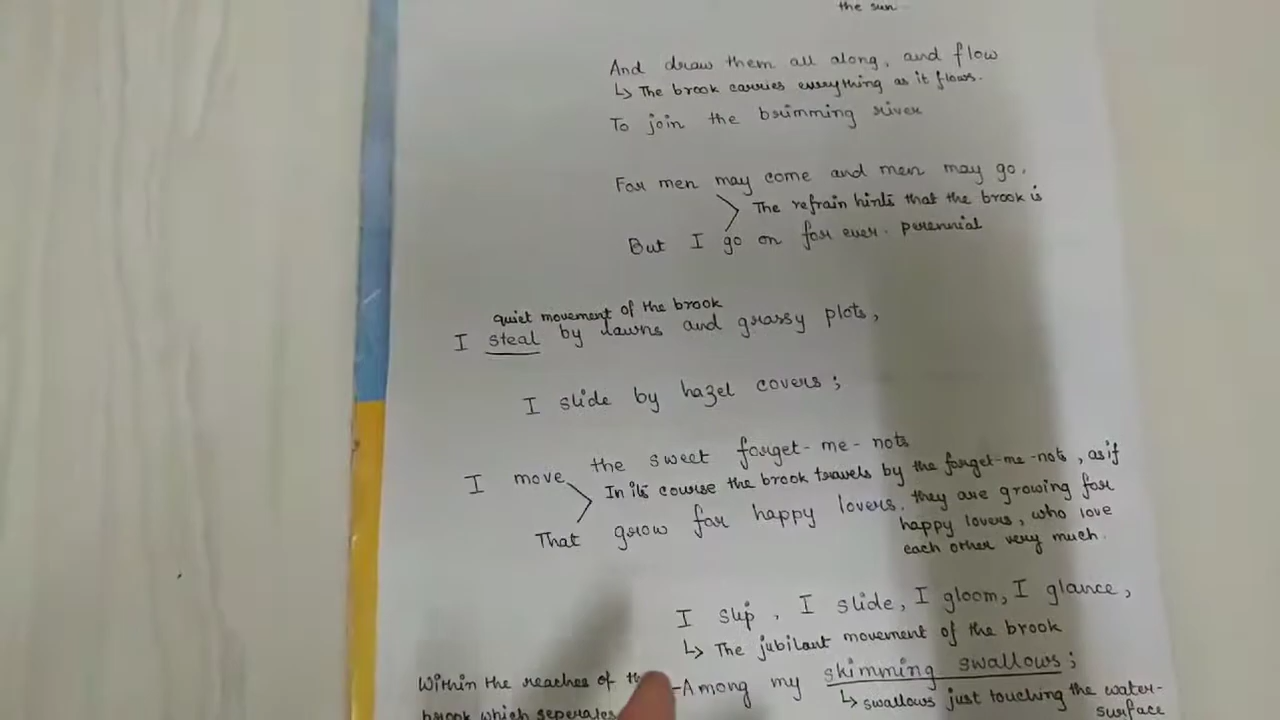 the sun
And draw them all along, and flow
↳ The brook carries everything as it flows.
To join the brimming river
For men may come and men may go,
The refrain hints that the brook is
But I go on for ever. perennial
quiet movement of the brook
I steal by lawns and grassy plots,
I slide by hazel covers;
I move the sweet forget-me-nots
In its course the brook travels by the forget-me-nots, as if
they are growing for
That grow for happy lovers.
happy lovers, who love
each other very much.
I slip, I slide, I gloom, I glance,
↳ The jubilant movement of the brook
Among my skimming swallows;
↳ swallows just touching the water-
surface
Within the reaches of
brook which seperates